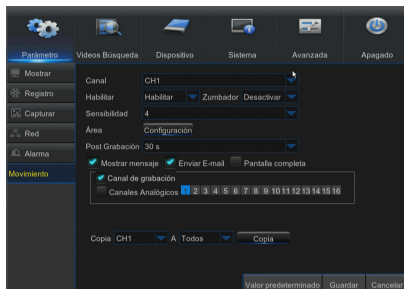 Parámetro Vídeos Búsqueda Dispositivo Sistema Avanzada Apagado
Mostrar
Registro
Capturar
Red
Alarma
Movimiento
Canal CH1
Habilitar Habilitar Zumbador Desactivar
Sensibilidad 4
Área Configuración
Post Grabación 30 s
Mostrar mensaje Enviar E-mail Pantalla completa
Canal de grabación
Canales Analógicos 1 2 3 4 5 6 7 8 9 10 11 12 13 14 15 16
Copia CH1 A Todos Copia
Valor predeterminado Guardar Cancelar